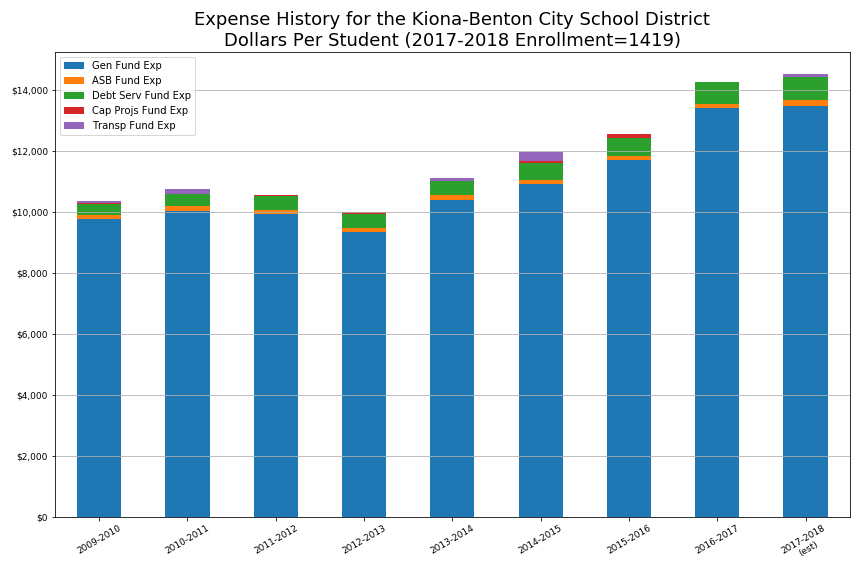 Expense History for the Kiona-Benton City School District
Dollars Per Student (2017-2018 Enrollment=1419)
Gen Fund Exp
ASB Fund Exp
Debt Serv Fund Exp
Cap Projs Fund Exp
Transp Fund Exp
$14,000
$12,000
$10,000
$8,000
$6,000
$4,000
$2,000
$0
2009-2010
2010-2011
2011-2012
2012-2013
2013-2014
2014-2015
2015-2016
2016-2017
2017-2018
(est)